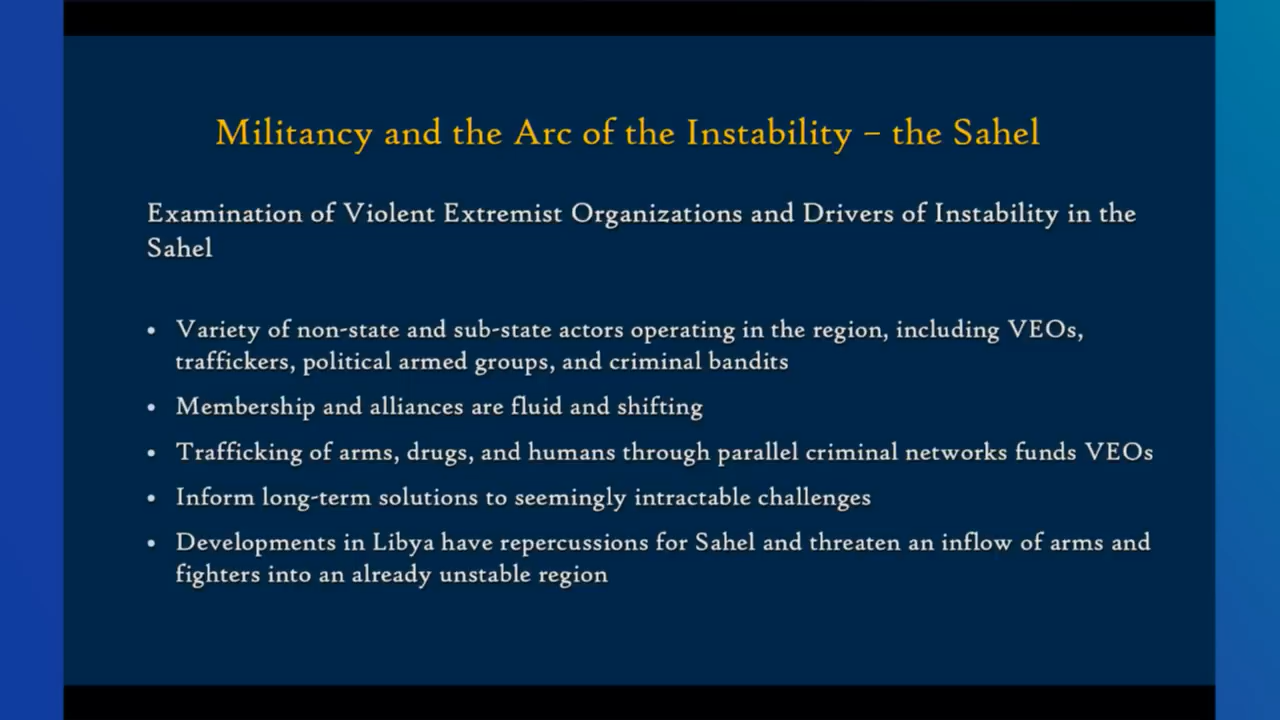 Militancy and the Arc of the Instability – the Sahel
Examination of Violent Extremist Organizations and Drivers of Instability in the
Sahel
• Variety of non-state and sub-state actors operating in the region, including VEOs,
traffickers, political armed groups, and criminal bandits
• Membership and alliances are fluid and shifting
• Trafficking of arms, drugs, and humans through parallel criminal networks funds VEOs
• Inform long-term solutions to seemingly intractable challenges
• Developments in Libya have repercussions for Sahel and threaten an inflow of arms and
fighters into an already unstable region